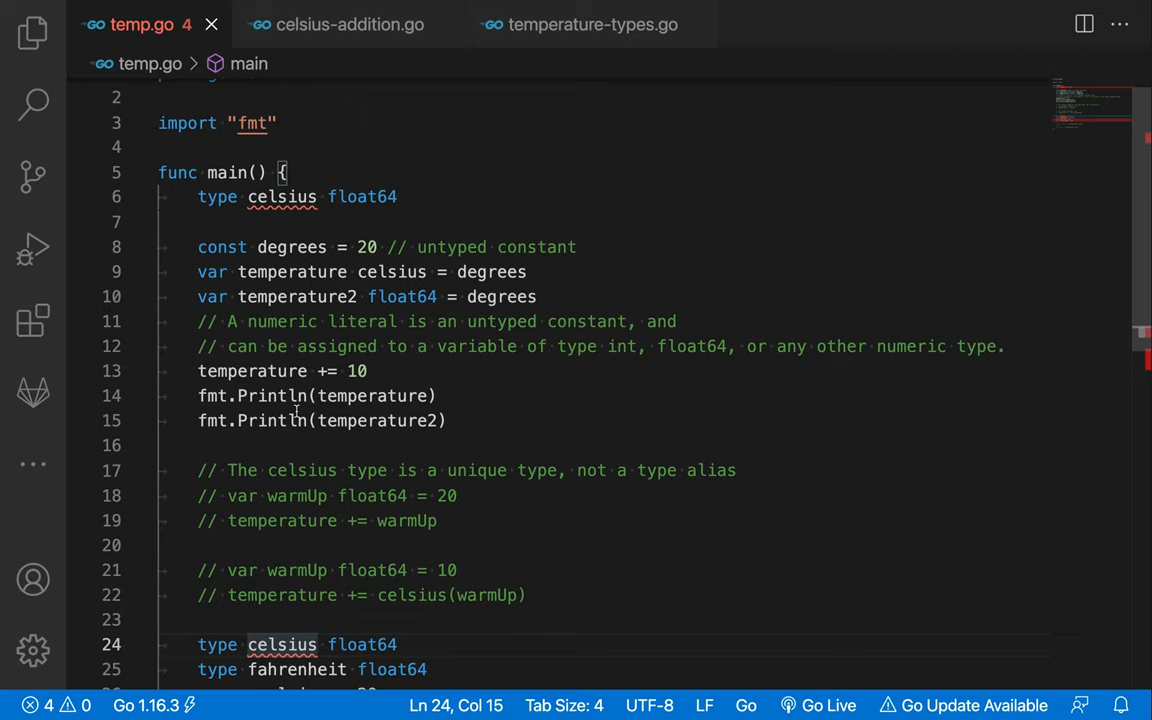 temp.go 4 celsius-addition.go temperature-types.go
temp.go > main
2
3 import "fmt"
4
5 func main() {
6 type celsius float64
7
8 const degrees = 20 // untyped constant
9 var temperature celsius = degrees
10 var temperature2 float64 = degrees
11 // A numeric literal is an untyped constant, and
12 // can be assigned to a variable of type int, float64, or any other numeric type.
13 temperature += 10
14 fmt.Println(temperature)
15 fmt.Println(temperature2)
16
17 // The celsius type is a unique type, not a type alias
18 // var warmUp float64 = 20
19 // temperature += warmUp
20
21 // var warmUp float64 = 10
22 // temperature += celsius(warmUp)
23
24 type celsius float64
25 type fahrenheit float64
4 0 Go 1.16.3 Ln 24, Col 15 Tab Size: 4 UTF-8 LF Go Go Live Go Update Available